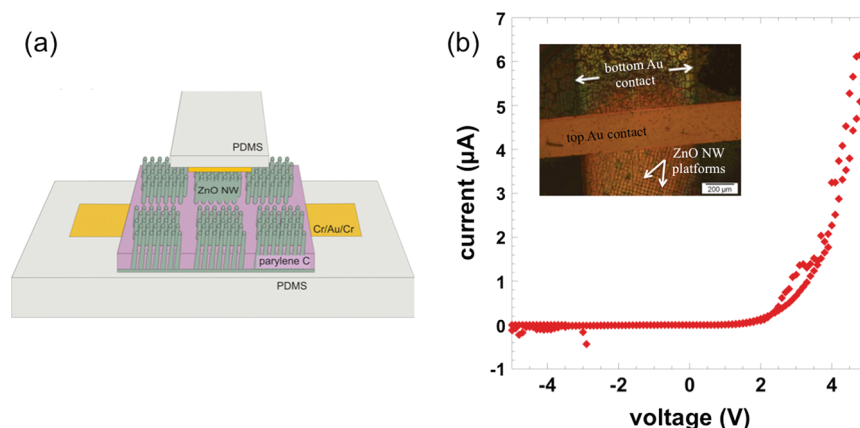 (a)
PDMS
ZnO NW
Cr/Au/Cr
parylene C
PDMS
(b)
7
6
5
4
3
2
1
0
-1
current (µA)
-4
-2
0
2
4
voltage (V)
bottom Au
contact
top Au contact
ZnO NW
platforms
200 µm